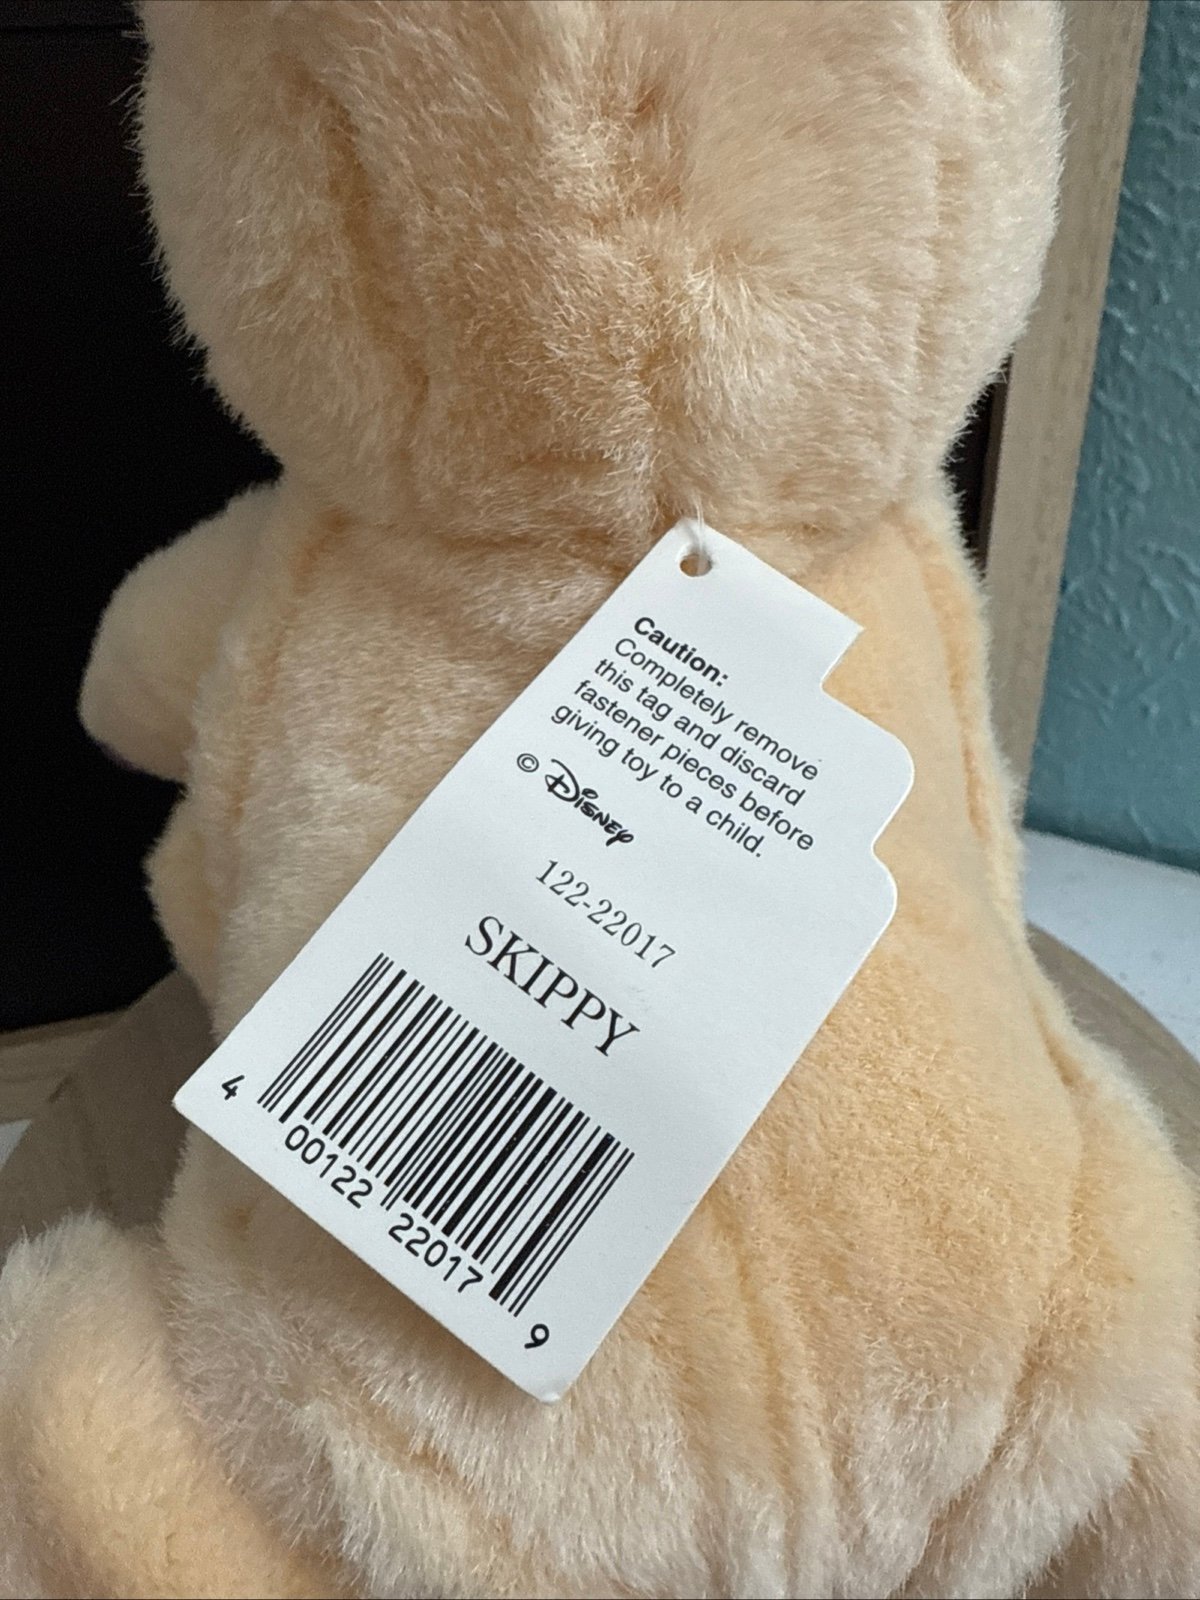 Caution:
Completely remove
this tag and discard
fastener pieces before
giving toy to a child.
© Disney
122-22017
SKIPPY
4 00122 22017 9